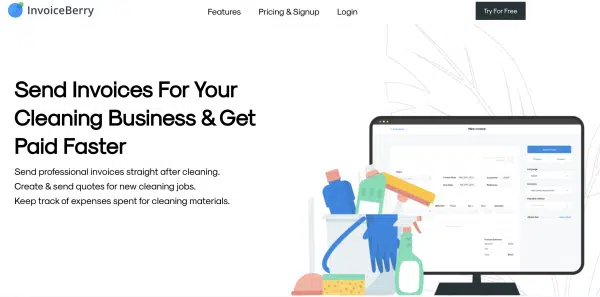 InvoiceBerry
Features
Pricing & Signup
Login
Try For Free
Send Invoices For Your
Cleaning Business & Get
Paid Faster
Send professional invoices straight after cleaning.
Create & send quotes for new cleaning jobs.
Keep track of expenses spent for cleaning materials.